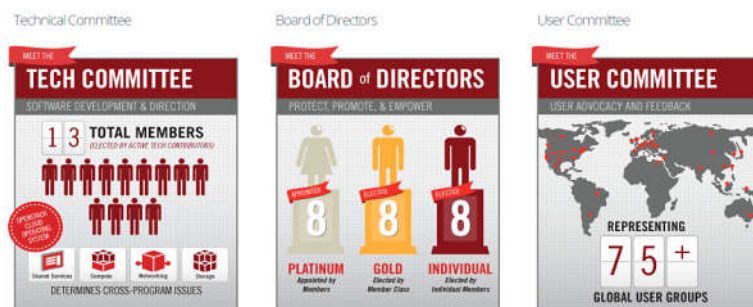 Technical Committee
MEET THE
TECH COMMITTEE
SOFTWARE DEVELOPMENT & DIRECTION
13 TOTAL MEMBERS
(ELECTED BY ACTIVE TECH CONTRIBUTORS)
OPENSTACK
CLOUD
OPERATING
SYSTEM
Shared Services
Compute
Networking
Storage
DETERMINES CROSS-PROGRAM ISSUES
Board of Directors
MEET THE
BOARD of DIRECTORS
PROTECT, PROMOTE, & EMPOWER
APPOINTED
8
ELECTED
8
ELECTED
8
PLATINUM
Appointed by
Members
GOLD
Elected by
Member Class
INDIVIDUAL
Elected by
Individual Members
User Committee
MEET THE
USER COMMITTEE
USER ADVOCACY AND FEEDBACK
REPRESENTING
75+
GLOBAL USER GROUPS